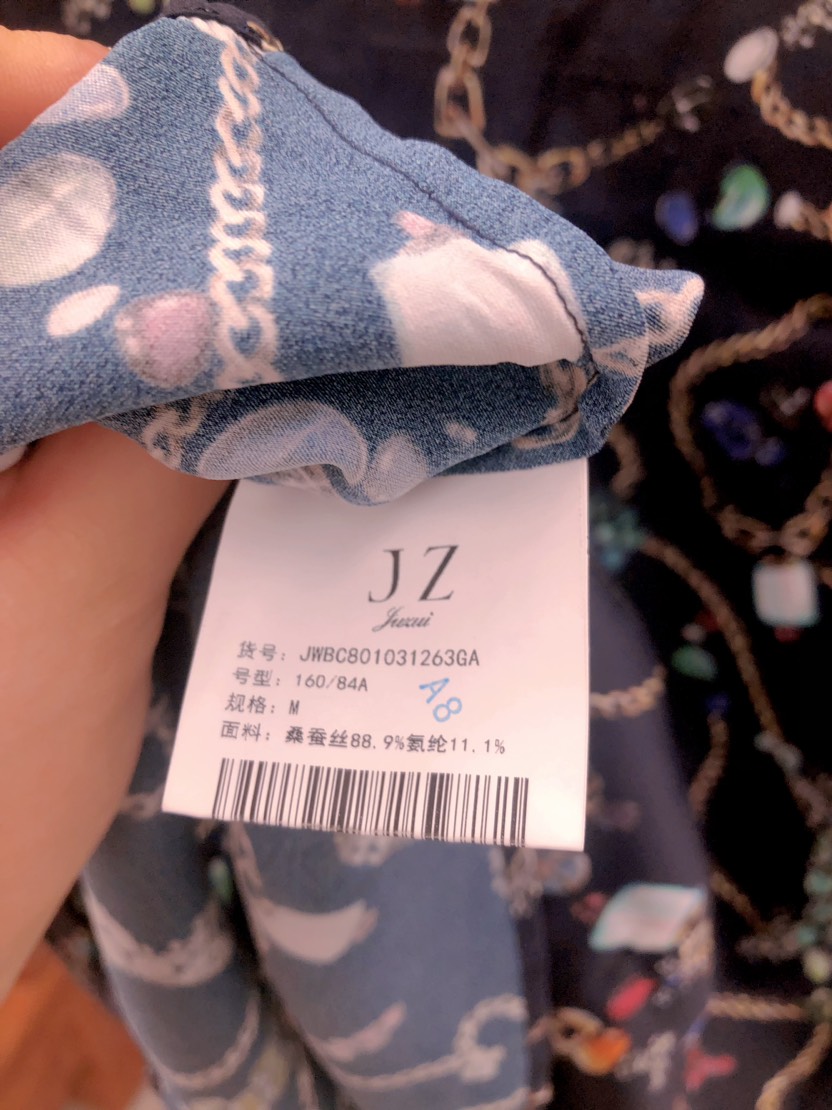 JZ
Juzui
货号: JWBC801031263GA
号型: 160/84A
A8
规格: M
面料: 桑蚕丝88.9%氨纶11.1%